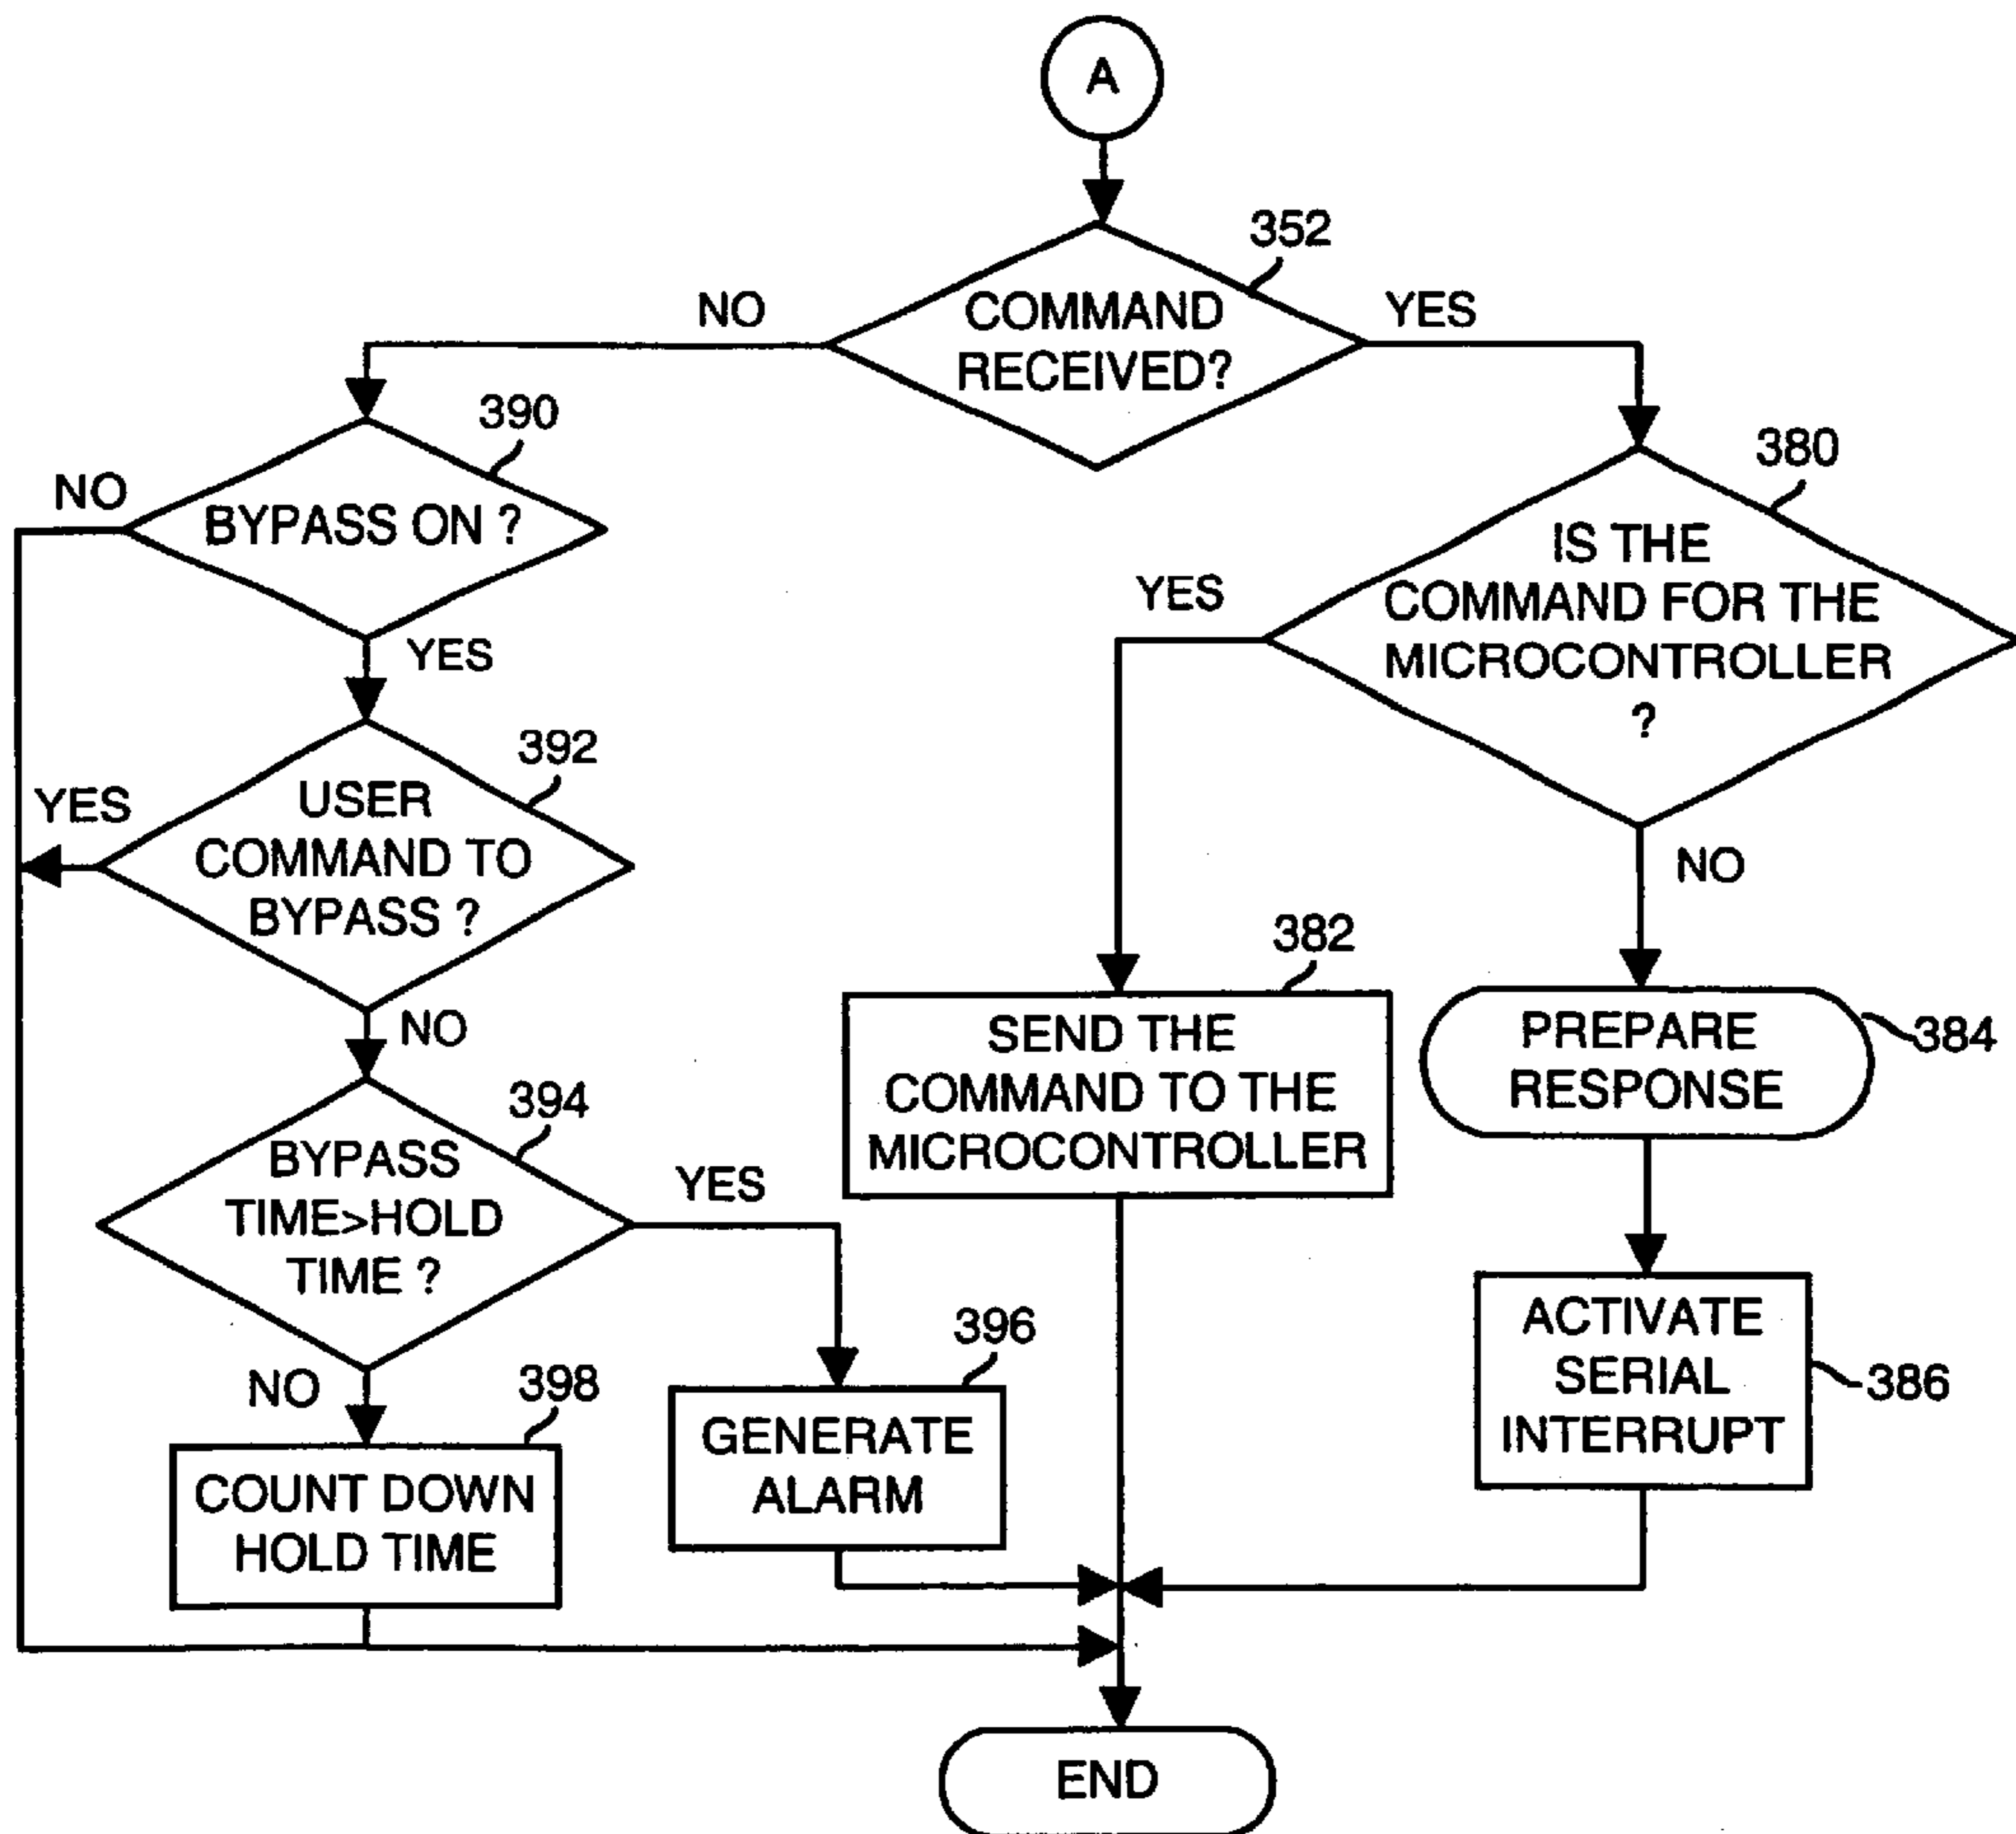 A
352
COMMAND
RECEIVED?
NO
YES
390
BYPASS ON ?
NO
YES
380
IS THE
COMMAND FOR THE
MICROCONTROLLER
?
YES
NO
392
USER
COMMAND TO
BYPASS ?
YES
NO
382
SEND THE
COMMAND TO THE
MICROCONTROLLER
384
PREPARE
RESPONSE
394
BYPASS
TIME>HOLD
TIME ?
YES
NO
396
GENERATE
ALARM
386
ACTIVATE
SERIAL
INTERRUPT
398
COUNT DOWN
HOLD TIME
END